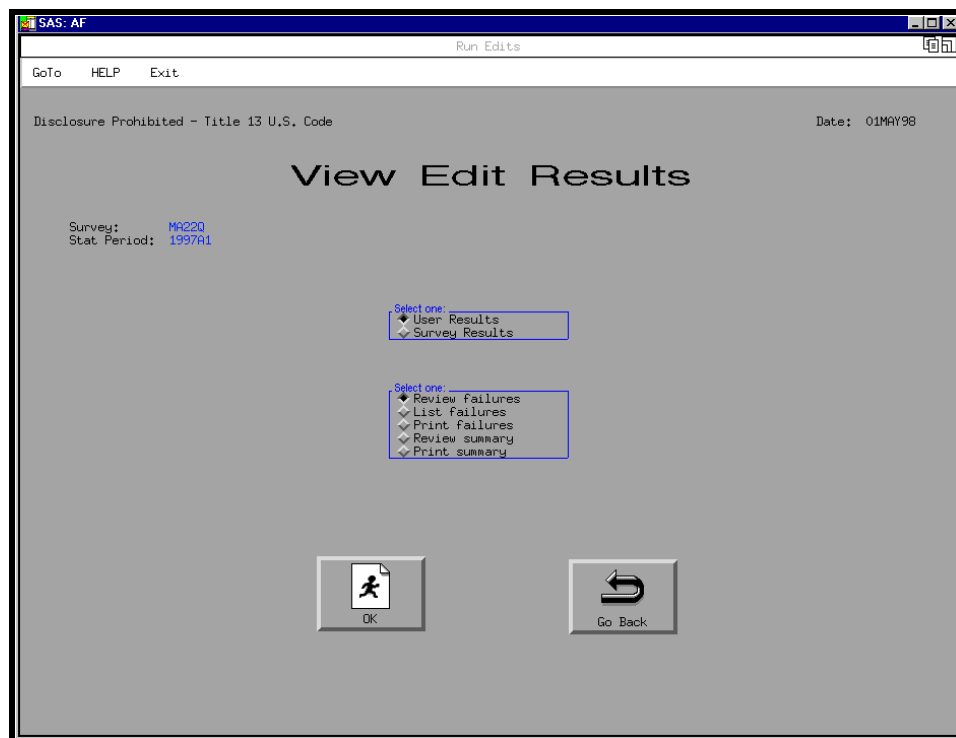 SAS: AF
Run Edits
GoTo HELP Exit
Disclosure Prohibited - Title 13 U.S. Code Date: 01MAY98
View Edit Results
Survey: MA22Q
Stat Period: 1997A1
Select one:
User Results
Survey Results
Select one:
Review failures
List failures
Print failures
Review summary
Print summary
OK
Go Back